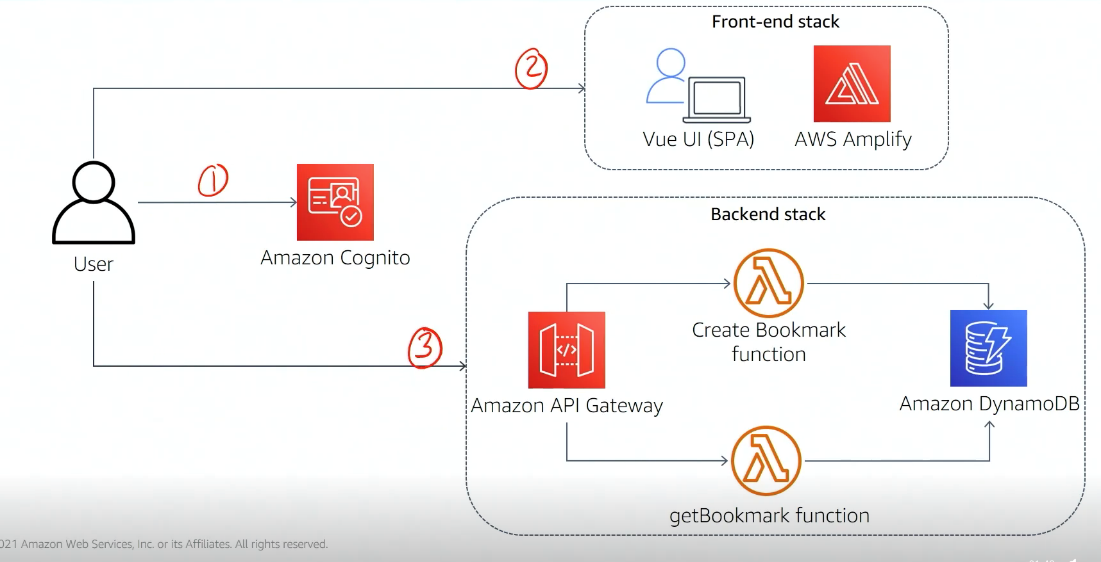 Front-end stack
2
Vue UI (SPA)
AWS Amplify
1
User
Amazon Cognito
Backend stack
3
Create Bookmark
function
Amazon API Gateway
Amazon DynamoDB
getBookmark function
021 Amazon Web Services, Inc. or its Affiliates. All rights reserved.